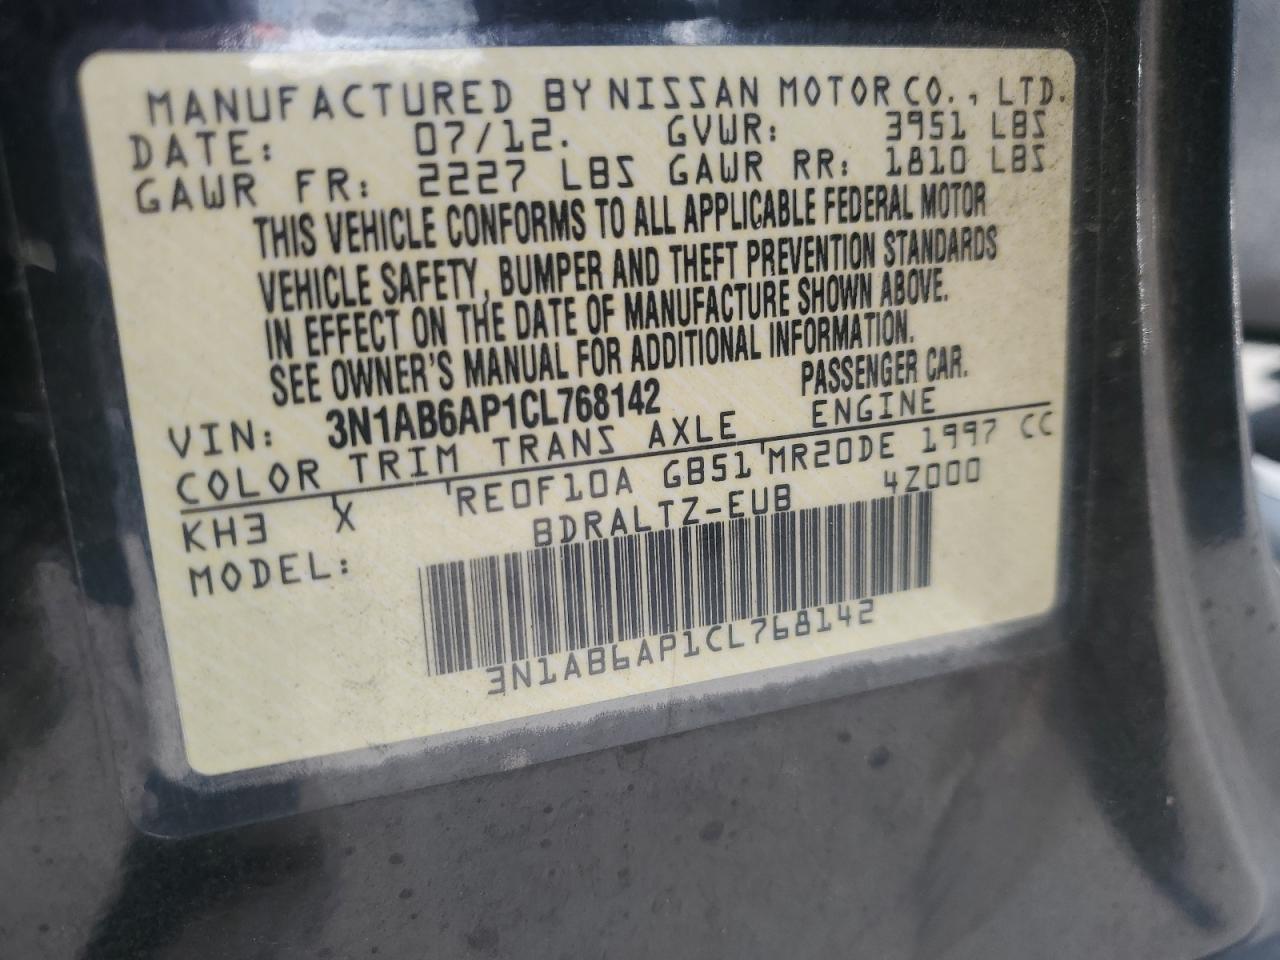 MANUFACTURED BY NISSAN MOTOR CO., LTD.
DATE: 07/12. GVWR: 3951 LBS
GAWR FR: 2227 LBS GAWR RR: 1810 LBS
THIS VEHICLE CONFORMS TO ALL APPLICABLE FEDERAL MOTOR
VEHICLE SAFETY, BUMPER AND THEFT PREVENTION STANDARDS
IN EFFECT ON THE DATE OF MANUFACTURE SHOWN ABOVE.
SEE OWNER'S MANUAL FOR ADDITIONAL INFORMATION.
VIN: 3N1AB6AP1CL768142 PASSENGER CAR.
COLOR TRIM TRANS AXLE ENGINE
KH3 X RE0F10A GB51 MR20DE 1997 CC
MODEL: BDRALTZ-EUB 4Z000
3N1AB6AP1CL768142